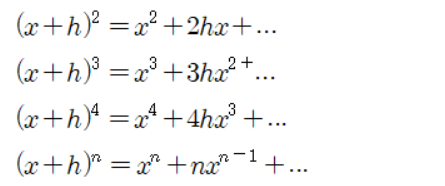 (x+h)² = x² + 2hx + ...
(x+h)³ = x³ + 3hx²⁺...
(x+h)⁴ = x⁴ + 4hx³ + ...
(x+h)ⁿ = xⁿ + nxⁿ⁻¹ + ...